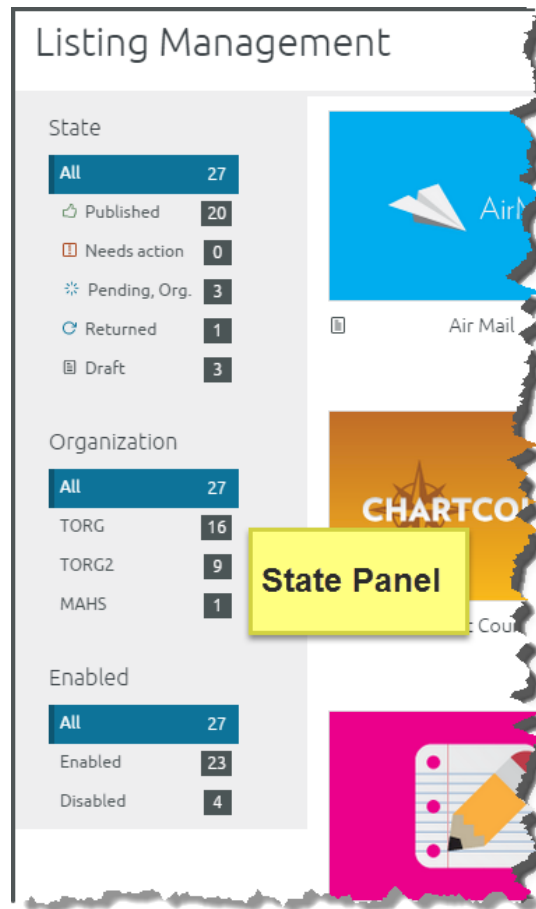 Listing Management
State
All 27
Published 20
Needs action 0
Pending, Org. 3
Returned 1
Draft 3
Organization
All 27
TORG 16
TORG2 9
MAHS 1
Enabled
All 27
Enabled 23
Disabled 4
Air Mail
State Panel